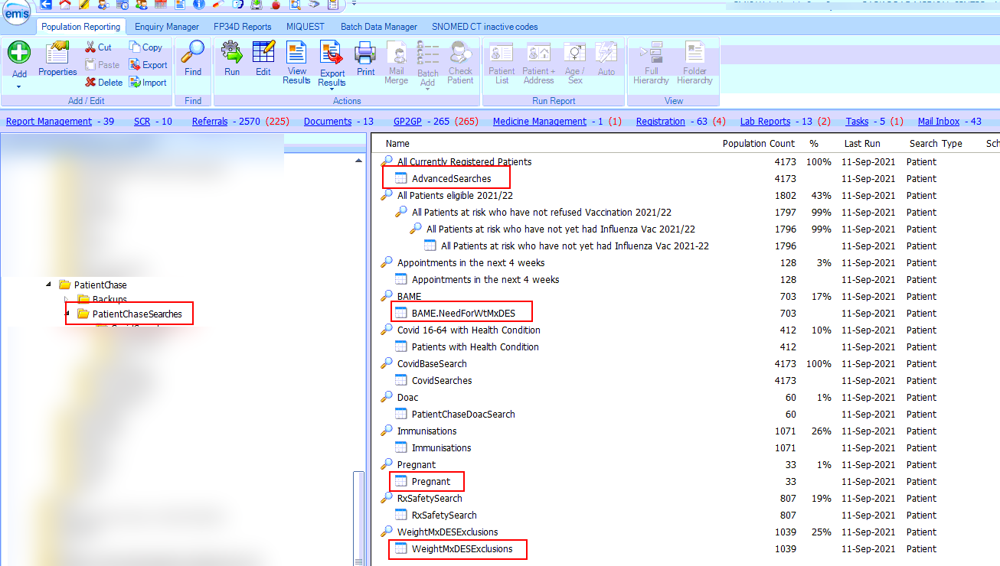 emis
Population Reporting Enquiry Manager FP34D Reports MIQUEST Batch Data Manager SNOMED CT inactive codes
Add
Properties
Cut
Paste
Delete
Copy
Export
Import
Add / Edit
Find
Find
Run
Edit
View Results
Export Results
Print
Mail Merge
Batch Add
Check Patient
Actions
Patient List
Patient + Address
Age / Sex
Auto
Run Report
Full Hierarchy
Folder Hierarchy
View
Report Management - 39 SCR - 10 Referrals - 2570 (225) Documents - 13 GP2GP - 265 (265) Medicine Management - 1 (1) Registration - 63 (4) Lab Reports - 13 (2) Tasks - 5 (1) Mail Inbox - 43
PatientChase
Backups
PatientChaseSearches
Name Population Count % Last Run Search Type Sch
All Currently Registered Patients 4173 100% 11-Sep-2021 Patient
AdvancedSearches 4173 11-Sep-2021 Patient
All Patients eligible 2021/22 1802 43% 11-Sep-2021 Patient
All Patients at risk who have not refused Vaccination 2021/22 1797 99% 11-Sep-2021 Patient
All Patients at risk who have not yet had Influenza Vac 2021/22 1796 99% 11-Sep-2021 Patient
All Patients at risk who have not yet had Influenza Vac 2021-22 1796 11-Sep-2021 Patient
Appointments in the next 4 weeks 128 3% 11-Sep-2021 Patient
Appointments in the next 4 weeks 128 11-Sep-2021 Patient
BAME 703 17% 11-Sep-2021 Patient
BAME.NeedForWtMxDES 703 11-Sep-2021 Patient
Covid 16-64 with Health Condition 412 10% 11-Sep-2021 Patient
Patients with Health Condition 412 11-Sep-2021 Patient
CovidBaseSearch 4173 100% 11-Sep-2021 Patient
CovidSearches 4173 11-Sep-2021 Patient
Doac 60 1% 11-Sep-2021 Patient
PatientChaseDoacSearch 60 11-Sep-2021 Patient
Immunisations 1071 26% 11-Sep-2021 Patient
Immunisations 1071 11-Sep-2021 Patient
Pregnant 33 1% 11-Sep-2021 Patient
Pregnant 33 11-Sep-2021 Patient
RxSafetySearch 807 19% 11-Sep-2021 Patient
RxSafetySearch 807 11-Sep-2021 Patient
WeightMxDESExclusions 1039 25% 11-Sep-2021 Patient
WeightMxDESExclusions 1039 11-Sep-2021 Patient